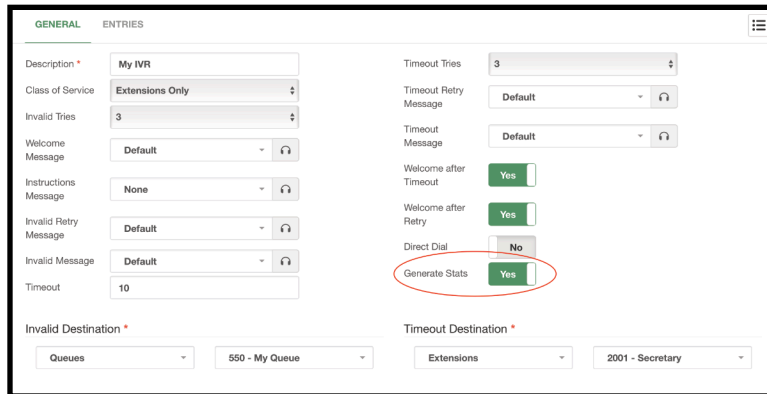 GENERAL ENTRIES
Description * My IVR
Class of Service Extensions Only
Invalid Tries 3
Welcome
Message
Default
Instructions
Message
None
Invalid Retry
Message
Default
Invalid Message Default
Timeout 10
Timeout Tries 3
Timeout Retry
Message
Default
Timeout
Message
Default
Welcome after
Timeout
Yes
Welcome after
Retry
Yes
Direct Dial No
Generate Stats Yes
Invalid Destination *
Queues 550 - My Queue
Timeout Destination *
Extensions 2001 - Secretary